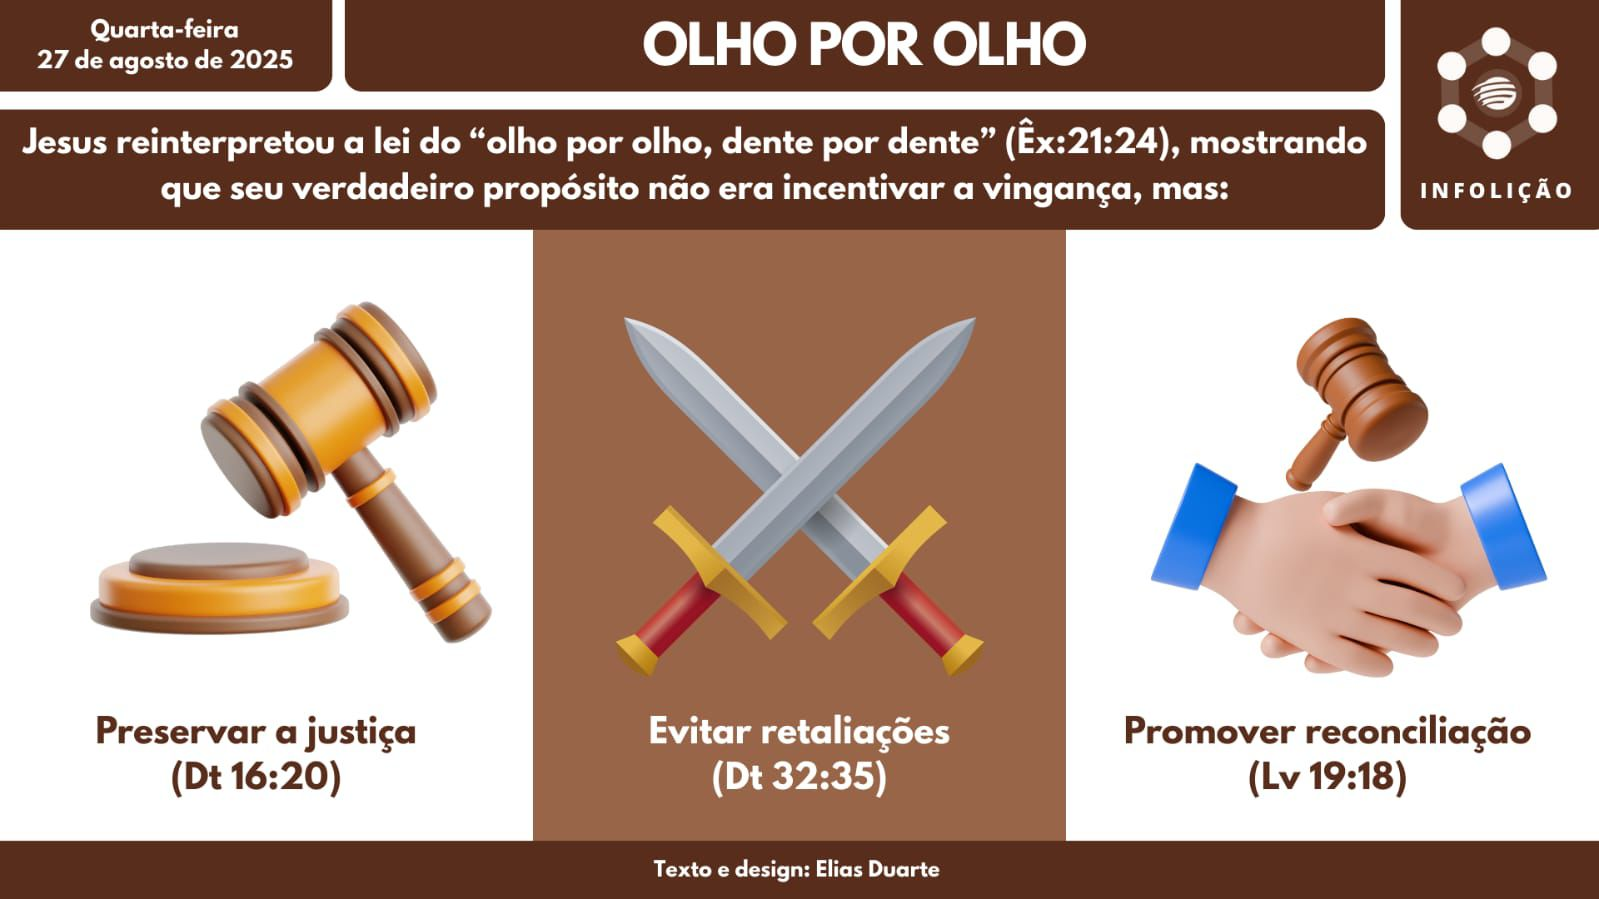 Quarta-feira
27 de agosto de 2025
OLHO POR OLHO
INFOLIÇÃO
Jesus reinterpretou a lei do “olho por olho, dente por dente” (Êx:21:24), mostrando
que seu verdadeiro propósito não era incentivar a vingança, mas:
Preservar a justiça
(Dt 16:20)
Evitar retaliações
(Dt 32:35)
Promover reconciliação
(Lv 19:18)
Texto e design: Elias Duarte